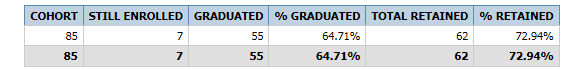 COHORT STILL ENROLLED GRADUATED % GRADUATED TOTAL RETAINED % RETAINED
85 7 55 64.71% 62 72.94%
85 7 55 64.71% 62 72.94%